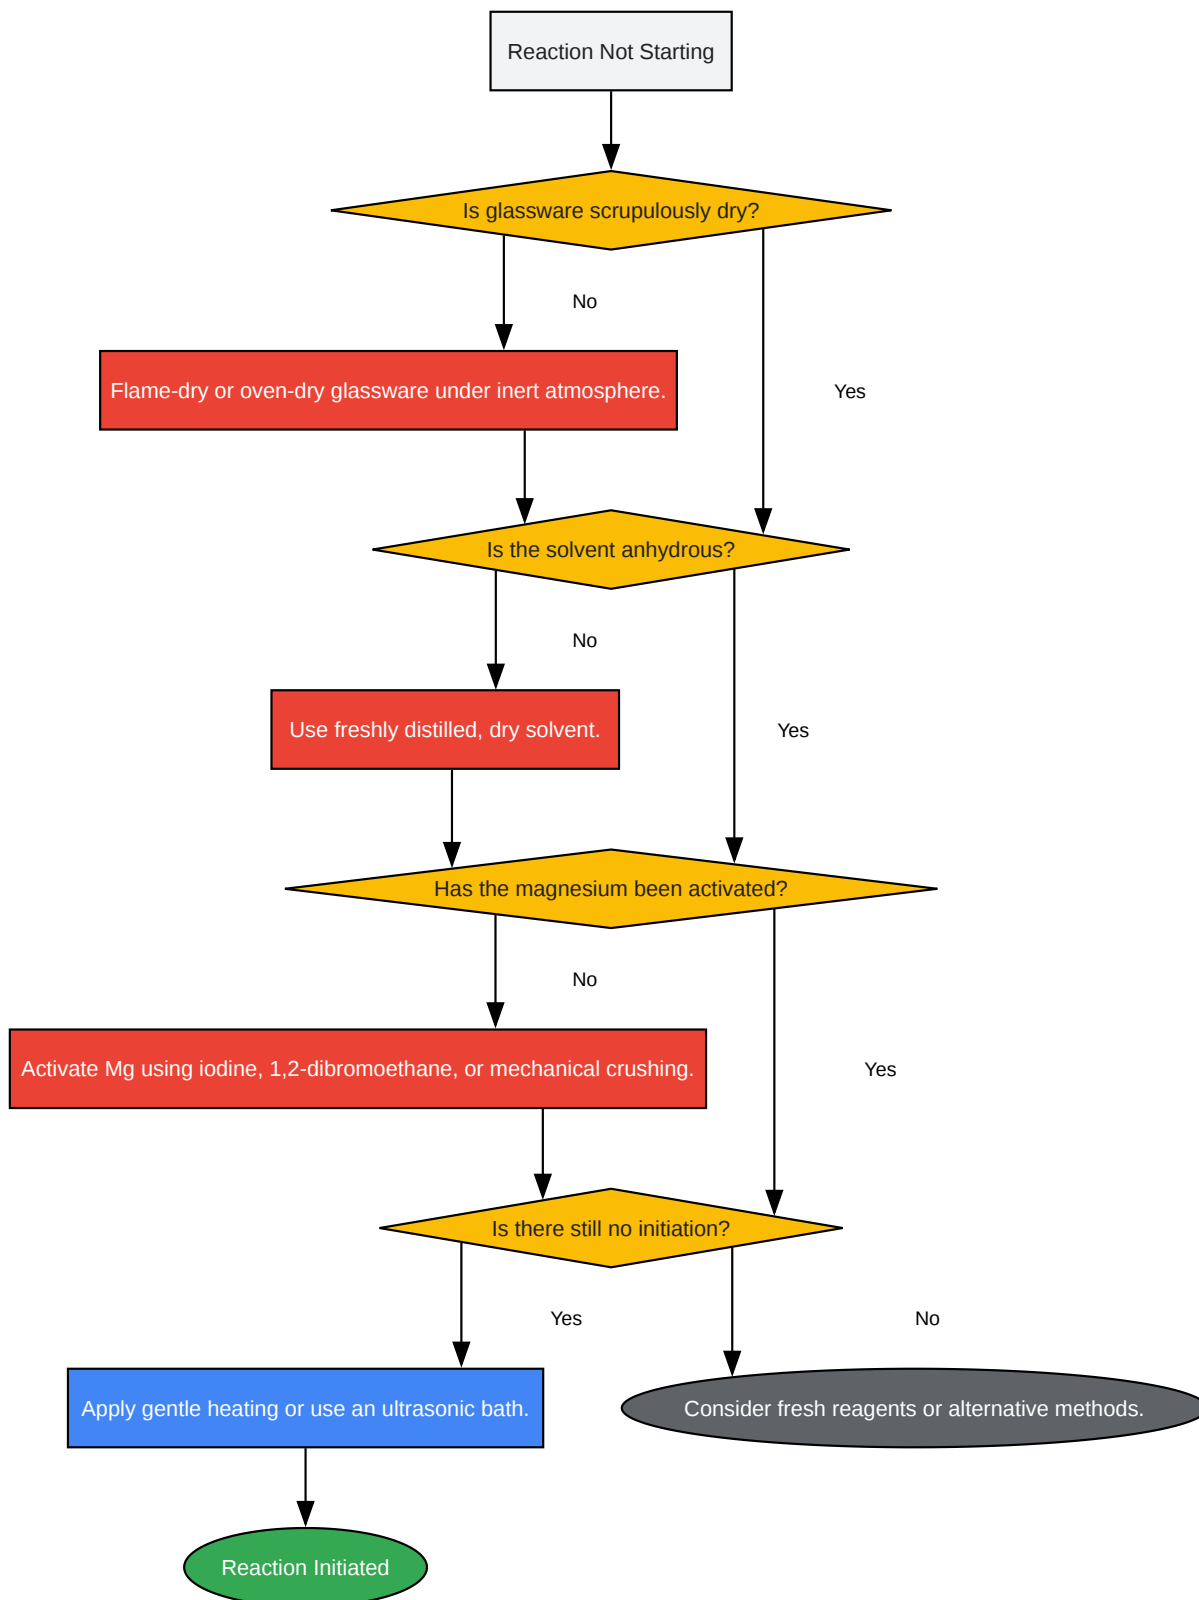 Reaction Not Starting
Is glassware scrupulously dry?
No
Flame-dry or oven-dry glassware under inert atmosphere.
Yes
Is the solvent anhydrous?
No
Use freshly distilled, dry solvent.
Yes
Has the magnesium been activated?
No
Activate Mg using iodine, 1,2-dibromoethane, or mechanical crushing.
Yes
Is there still no initiation?
Yes
No
Apply gentle heating or use an ultrasonic bath.
Consider fresh reagents or alternative methods.
Reaction Initiated